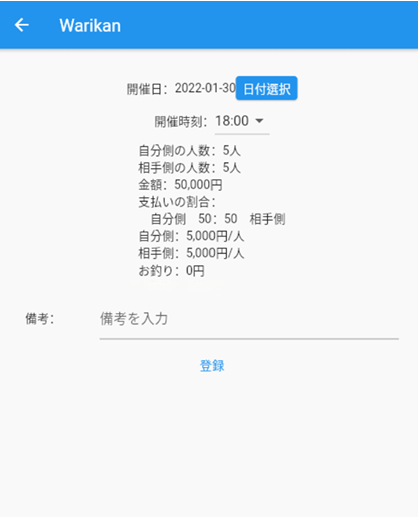 Warikan
開催日：2022-01-30 日付選択
開催時刻：18:00
自分側の人数：5人
相手側の人数：5人
金額：50,000円
支払いの割合：
自分側　50：50　相手側
自分側：5,000円/人
相手側：5,000円/人
お釣り：0円
備考：　備考を入力
登録